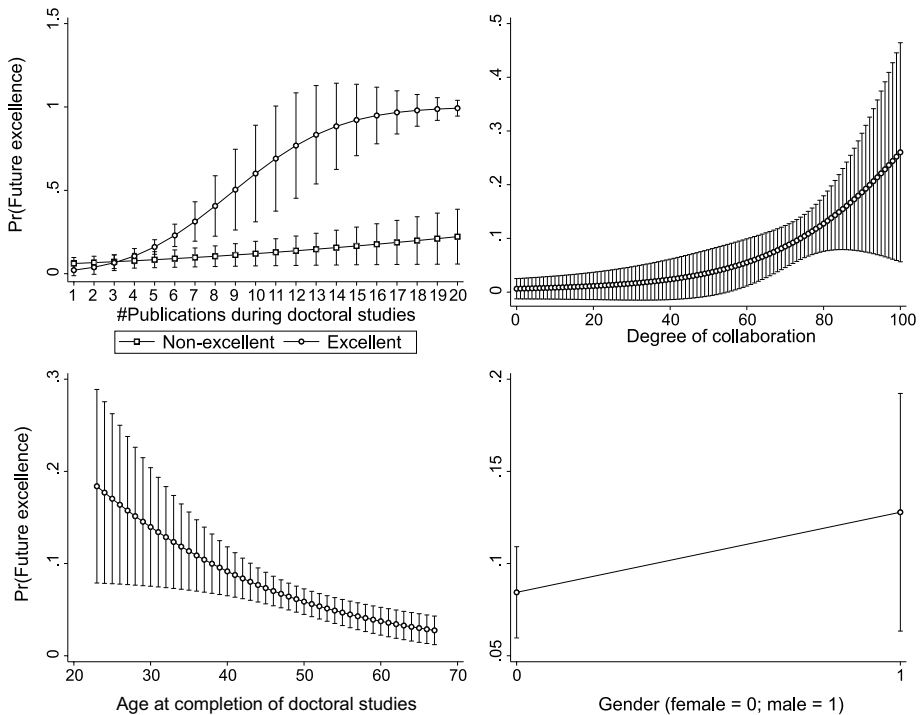 Pr(Future excellence)
1.5
1
.5
0
1 2 3 4 5 6 7 8 9 10 11 12 13 14 15 16 17 18 19 20
#Publications during doctoral studies
Non-excellent Excellent
.5
.4
.3
.2
.1
0
0 20 40 60 80 100
Degree of collaboration
Pr(Future excellence)
.3
.2
.1
0
20 30 40 50 60 70
Age at completion of doctoral studies
.2
.15
.1
.05
0 1
Gender (female = 0; male = 1)